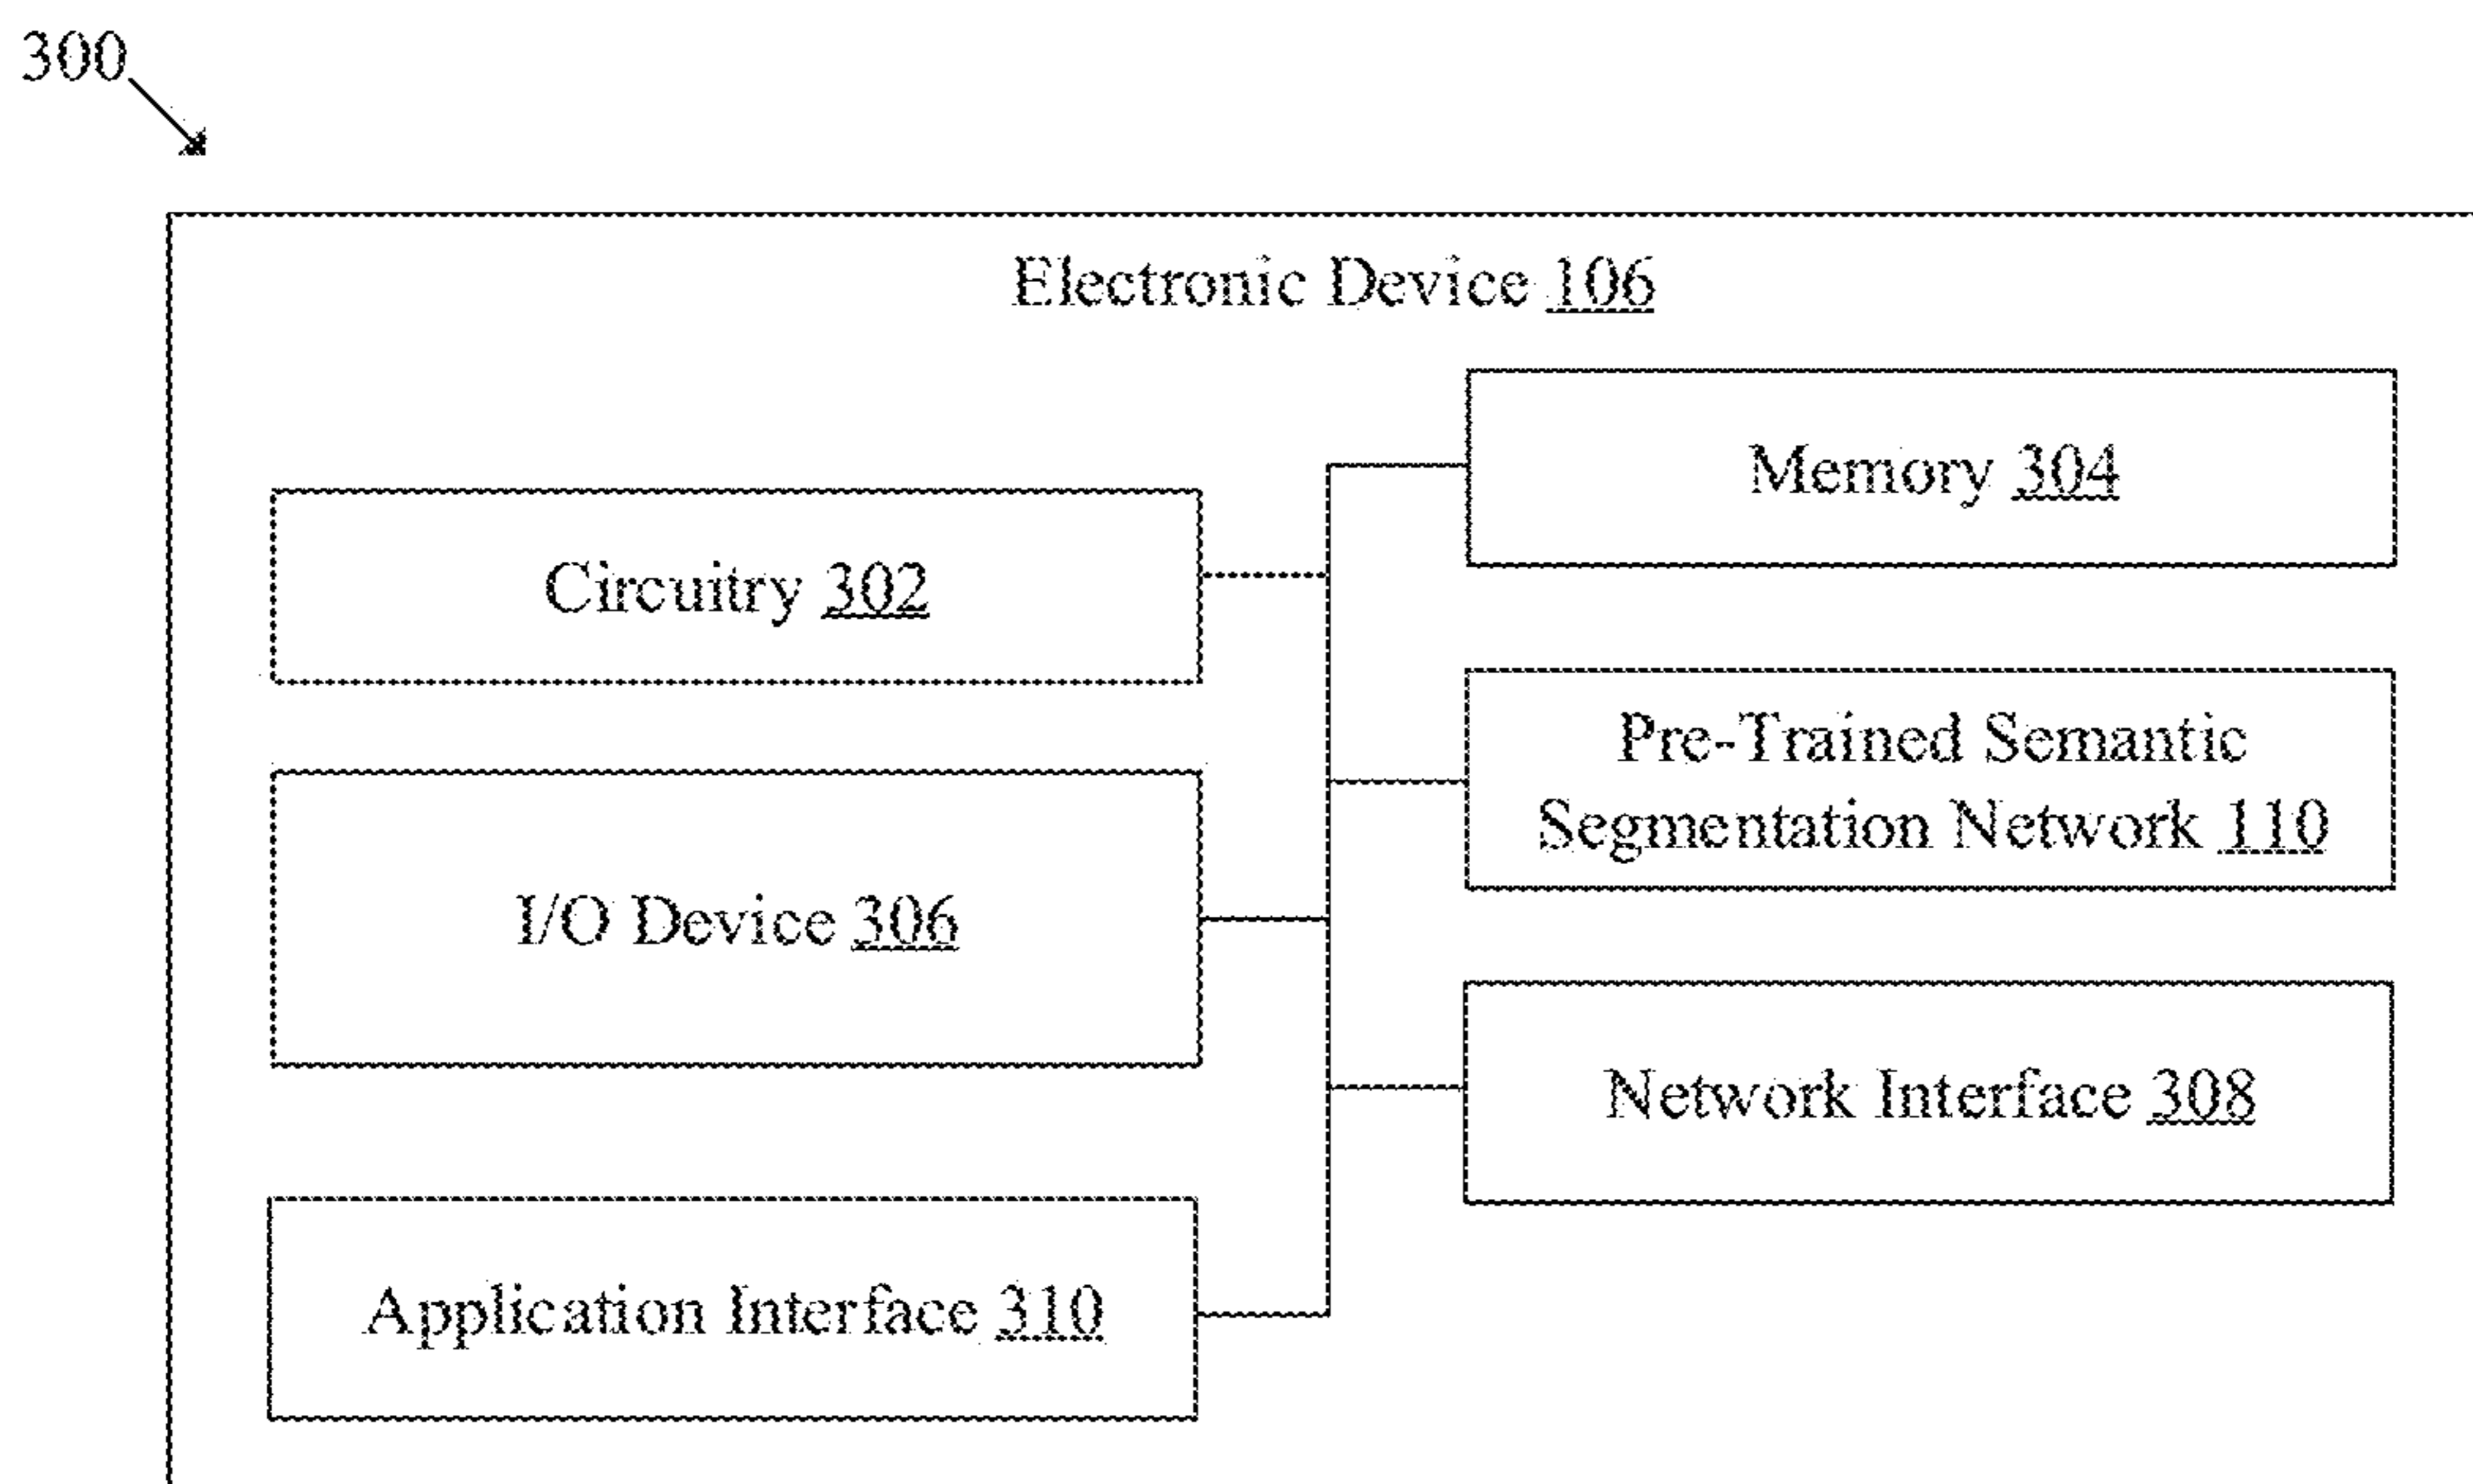 300
Electronic Device 106
Memory 304
Circuitry 302
Pre-Trained Semantic
Segmentation Network 110
I/O Device 306
Network Interface 308
Application Interface 310